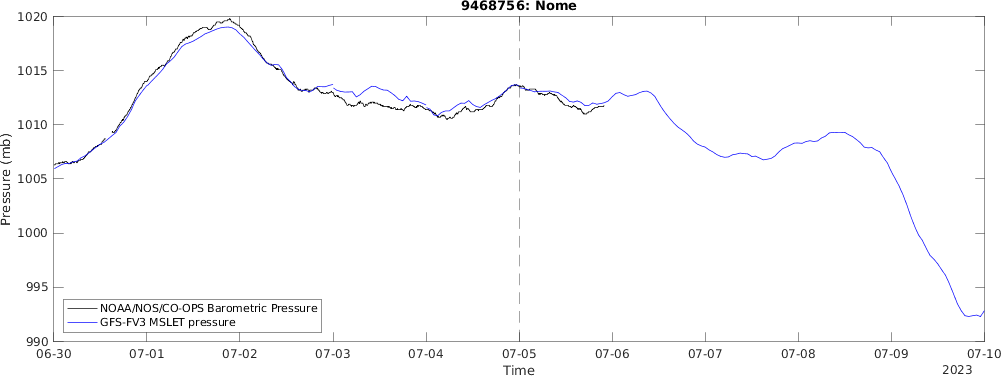 9468756: Nome
Pressure (mb)
1020
1015
1010
1005
1000
995
990
NOAA/NOS/CO-OPS Barometric Pressure
GFS-FV3 MSLET pressure
06-30 07-01 07-02 07-03 07-04 07-05 07-06 07-07 07-08 07-09 07-10
Time
2023